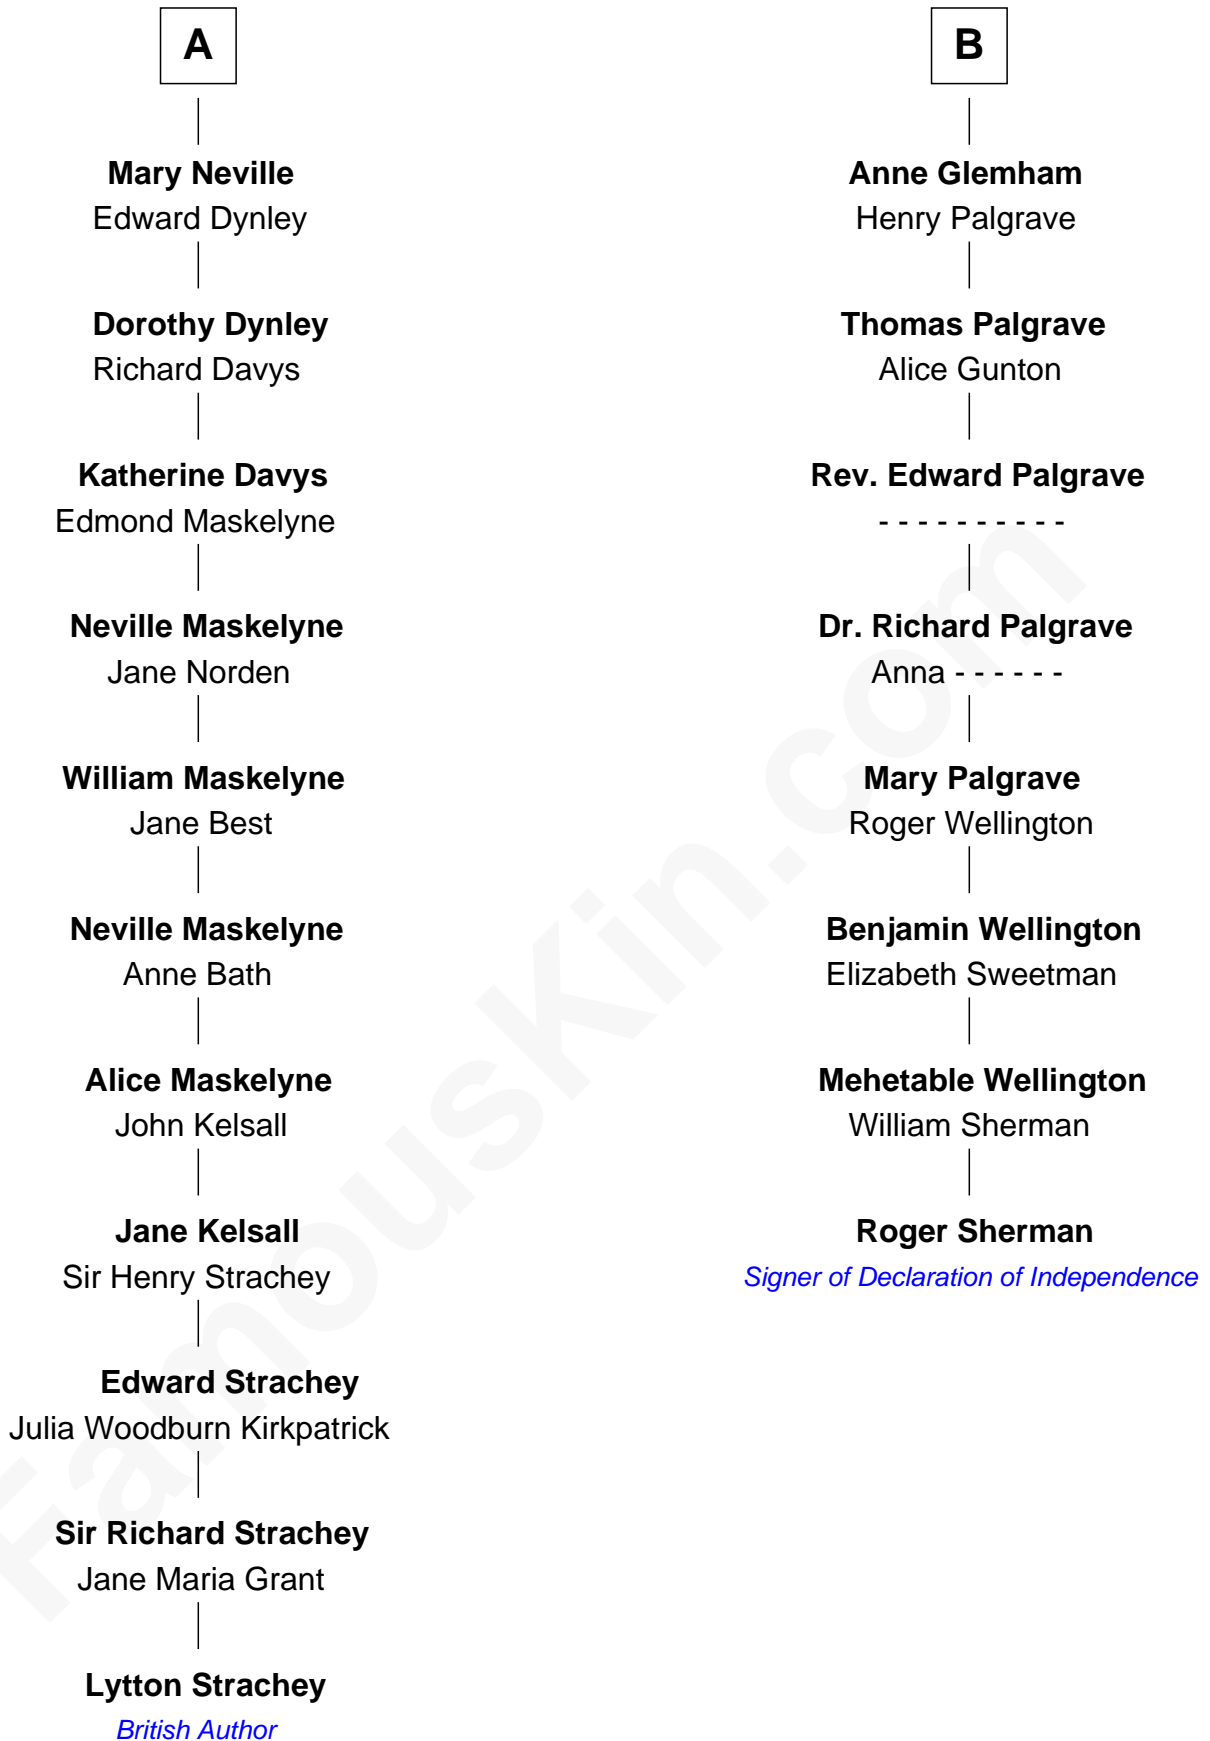 A
Mary Neville
Edward Dynley
Dorothy Dynley
Richard Davys
Katherine Davys
Edmond Maskelyne
Neville Maskelyne
Jane Norden
William Maskelyne
Jane Best
Neville Maskelyne
Anne Bath
Alice Maskelyne
John Kelsall
Jane Kelsall
Sir Henry Strachey
Edward Strachey
Julia Woodburn Kirkpatrick
Sir Richard Strachey
Jane Maria Grant
Lytton Strachey
British Author
B
Anne Glemham
Henry Palgrave
Thomas Palgrave
Alice Gunton
Rev. Edward Palgrave
- - - - - - - - - -
Dr. Richard Palgrave
Anna - - - - - -
Mary Palgrave
Roger Wellington
Benjamin Wellington
Elizabeth Sweetman
Mehetable Wellington
William Sherman
Roger Sherman
Signer of Declaration of Independence
FamousKin.com